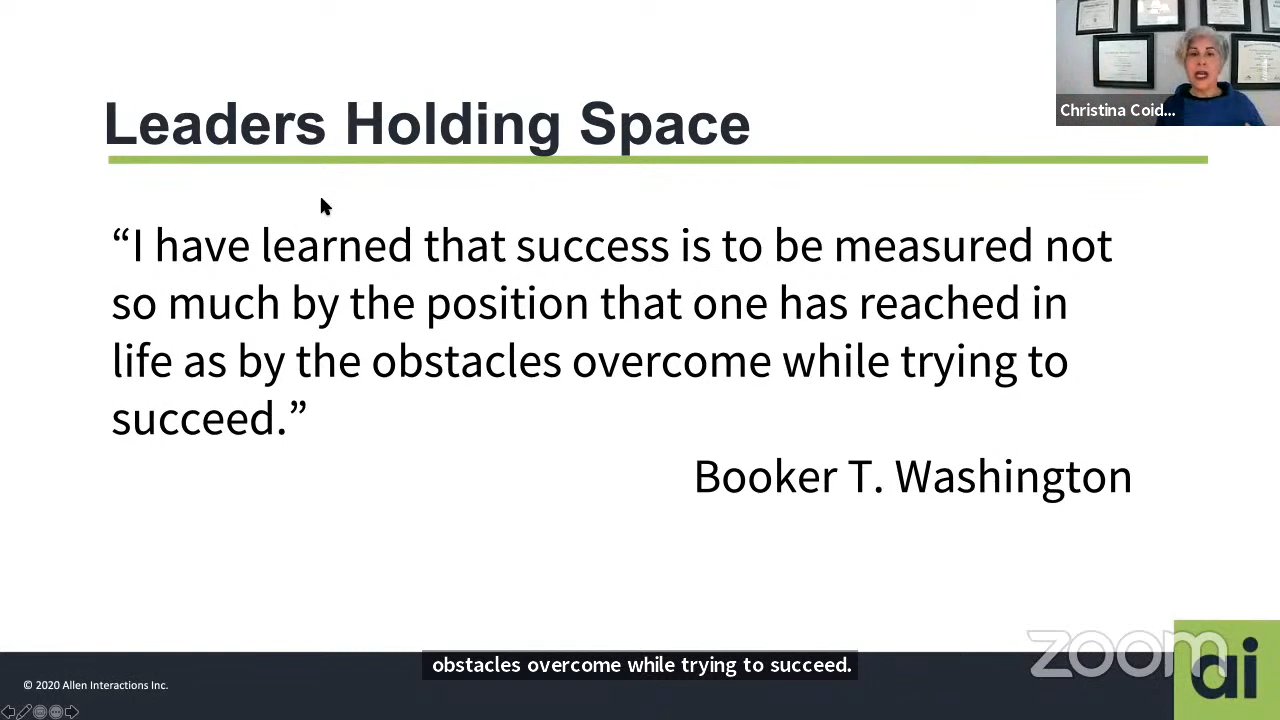 Christina Coid...
Leaders Holding Space
“I have learned that success is to be measured not
so much by the position that one has reached in
life as by the obstacles overcome while trying to
succeed.”
Booker T. Washington
obstacles overcome while trying to succeed.
zoom
ai
© 2020 Allen Interactions Inc.